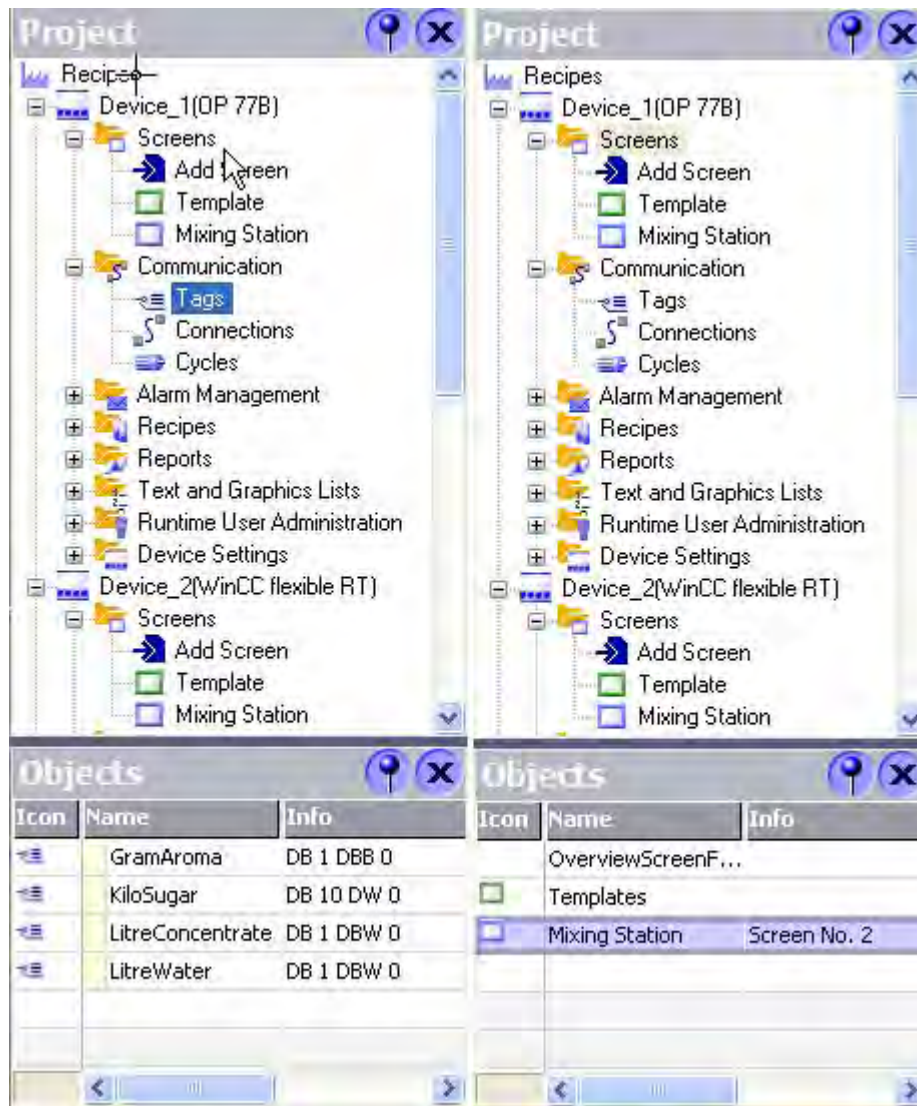 Project
Recipes
Device_1(OP 77B)
Screens
Add Screen
Template
Mixing Station
Communication
Tags
Connections
Cycles
Alarm Management
Recipes
Reports
Text and Graphics Lists
Runtime User Administration
Device Settings
Device_2(WinCC flexible RT)
Screens
Add Screen
Template
Mixing Station
Objects
Icon Name Info
GramAroma DB 1 DBB 0
KiloSugar DB 10 DW 0
LitreConcentrate DB 1 DBW 0
LitreWater DB 1 DBW 0
Project
Recipes
Device_1(OP 77B)
Screens
Add Screen
Template
Mixing Station
Communication
Tags
Connections
Cycles
Alarm Management
Recipes
Reports
Text and Graphics Lists
Runtime User Administration
Device Settings
Device_2(WinCC flexible RT)
Screens
Add Screen
Template
Mixing Station
Objects
Icon Name Info
OverviewScreenF...
Templates
Mixing Station Screen No. 2